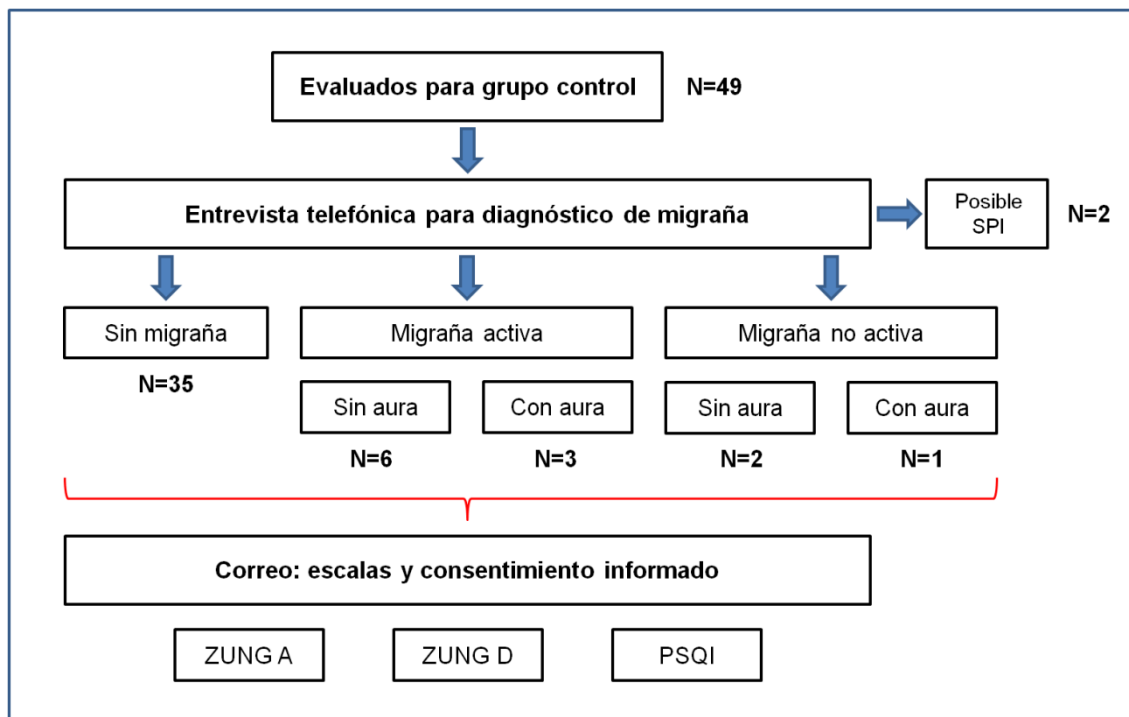 Evaluados para grupo control
N=49
Entrevista telefónica para diagnóstico de migraña
Posible
SPI
N=2
Sin migraña
Migraña activa
Migraña no activa
N=35
Sin aura
Con aura
Sin aura
Con aura
N=6
N=3
N=2
N=1
Correo: escalas y consentimiento informado
ZUNG A
ZUNG D
PSQI